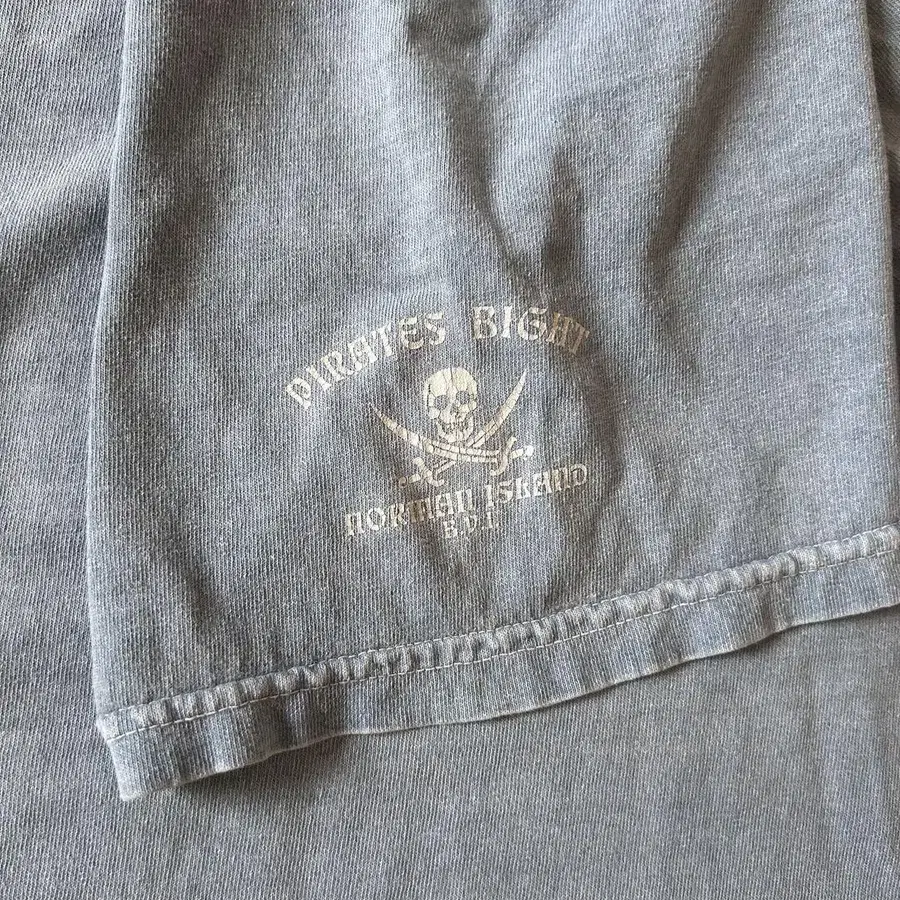 PIRATES BIGHT
NORMAN ISLAND
B.V.I.